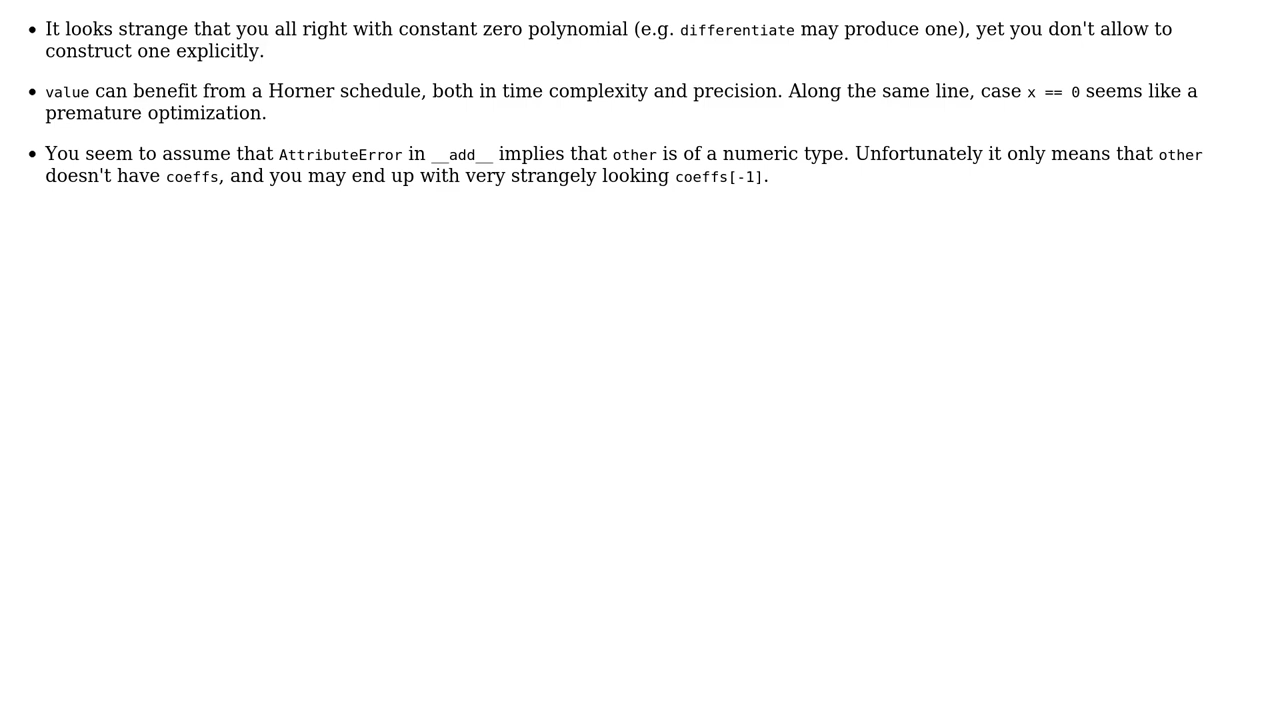 • It looks strange that you all right with constant zero polynomial (e.g. differentiate may produce one), yet you don't allow to
construct one explicitly.
• value can benefit from a Horner schedule, both in time complexity and precision. Along the same line, case x == 0 seems like a
premature optimization.
• You seem to assume that AttributeError in __add__ implies that other is of a numeric type. Unfortunately it only means that other
doesn't have coeffs, and you may end up with very strangely looking coeffs[-1].